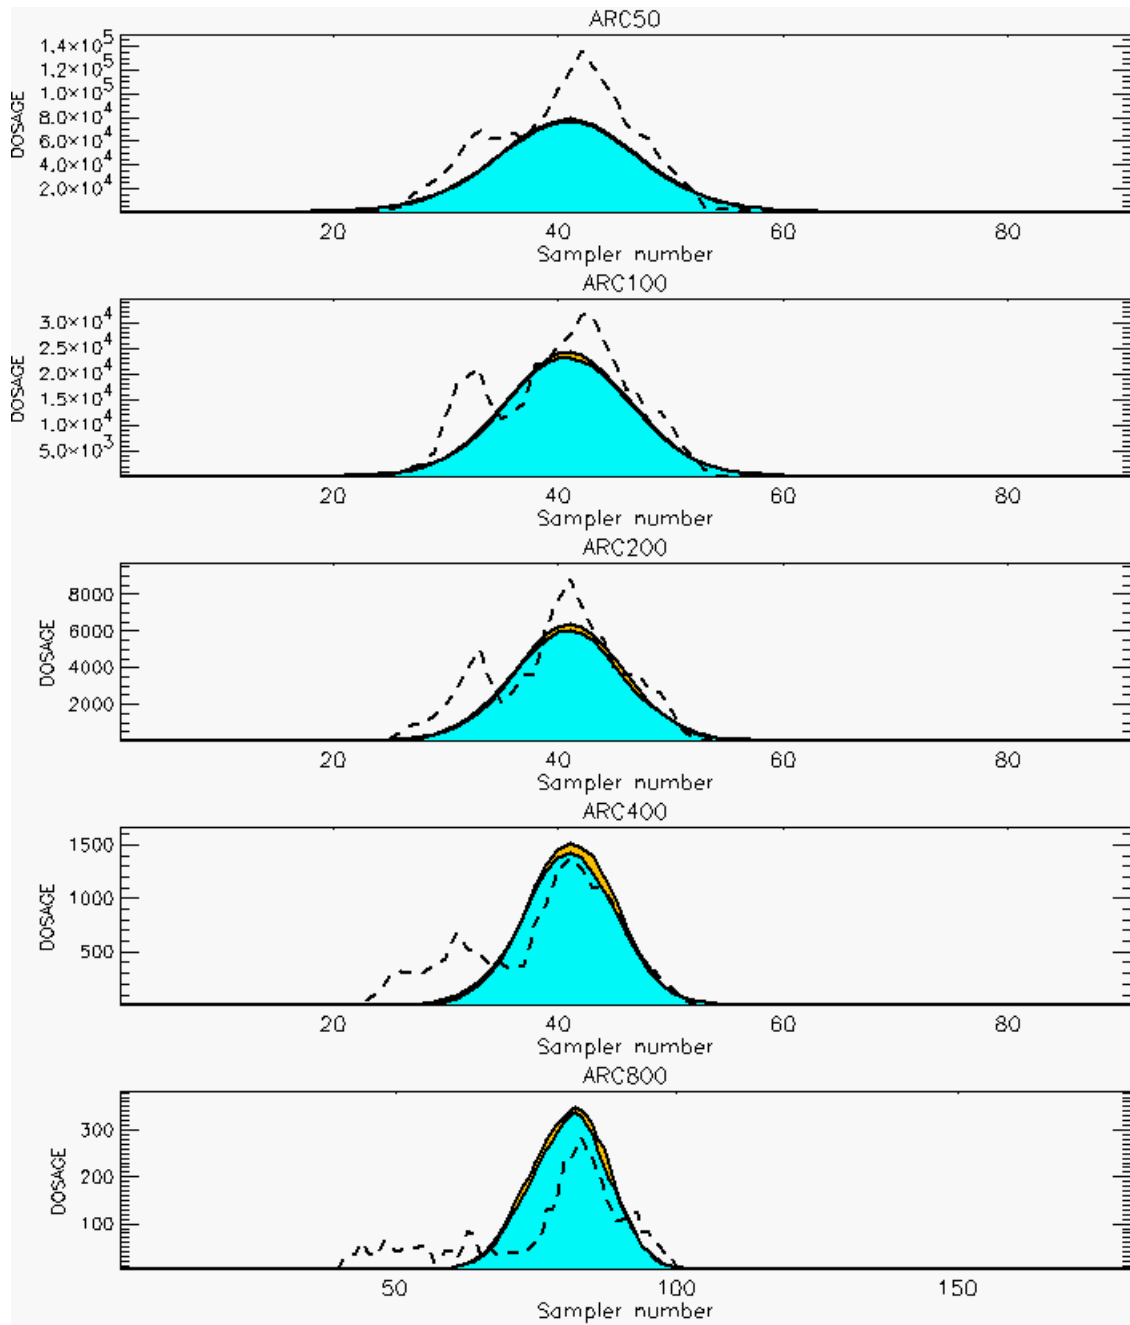 ARC50
1.4×10^5
1.2×10^5
1.0×10^5
8.0×10^4
6.0×10^4
4.0×10^4
2.0×10^4
DOSAGE
20 40 60 80
Sampler number
ARC100
3.0×10^4
2.5×10^4
2.0×10^4
1.5×10^4
1.0×10^4
5.0×10^3
DOSAGE
20 40 60 80
Sampler number
ARC200
8000
6000
4000
2000
DOSAGE
20 40 60 80
Sampler number
ARC400
1500
1000
500
DOSAGE
20 40 60 80
Sampler number
ARC800
300
200
100
DOSAGE
50 100 150
Sampler number